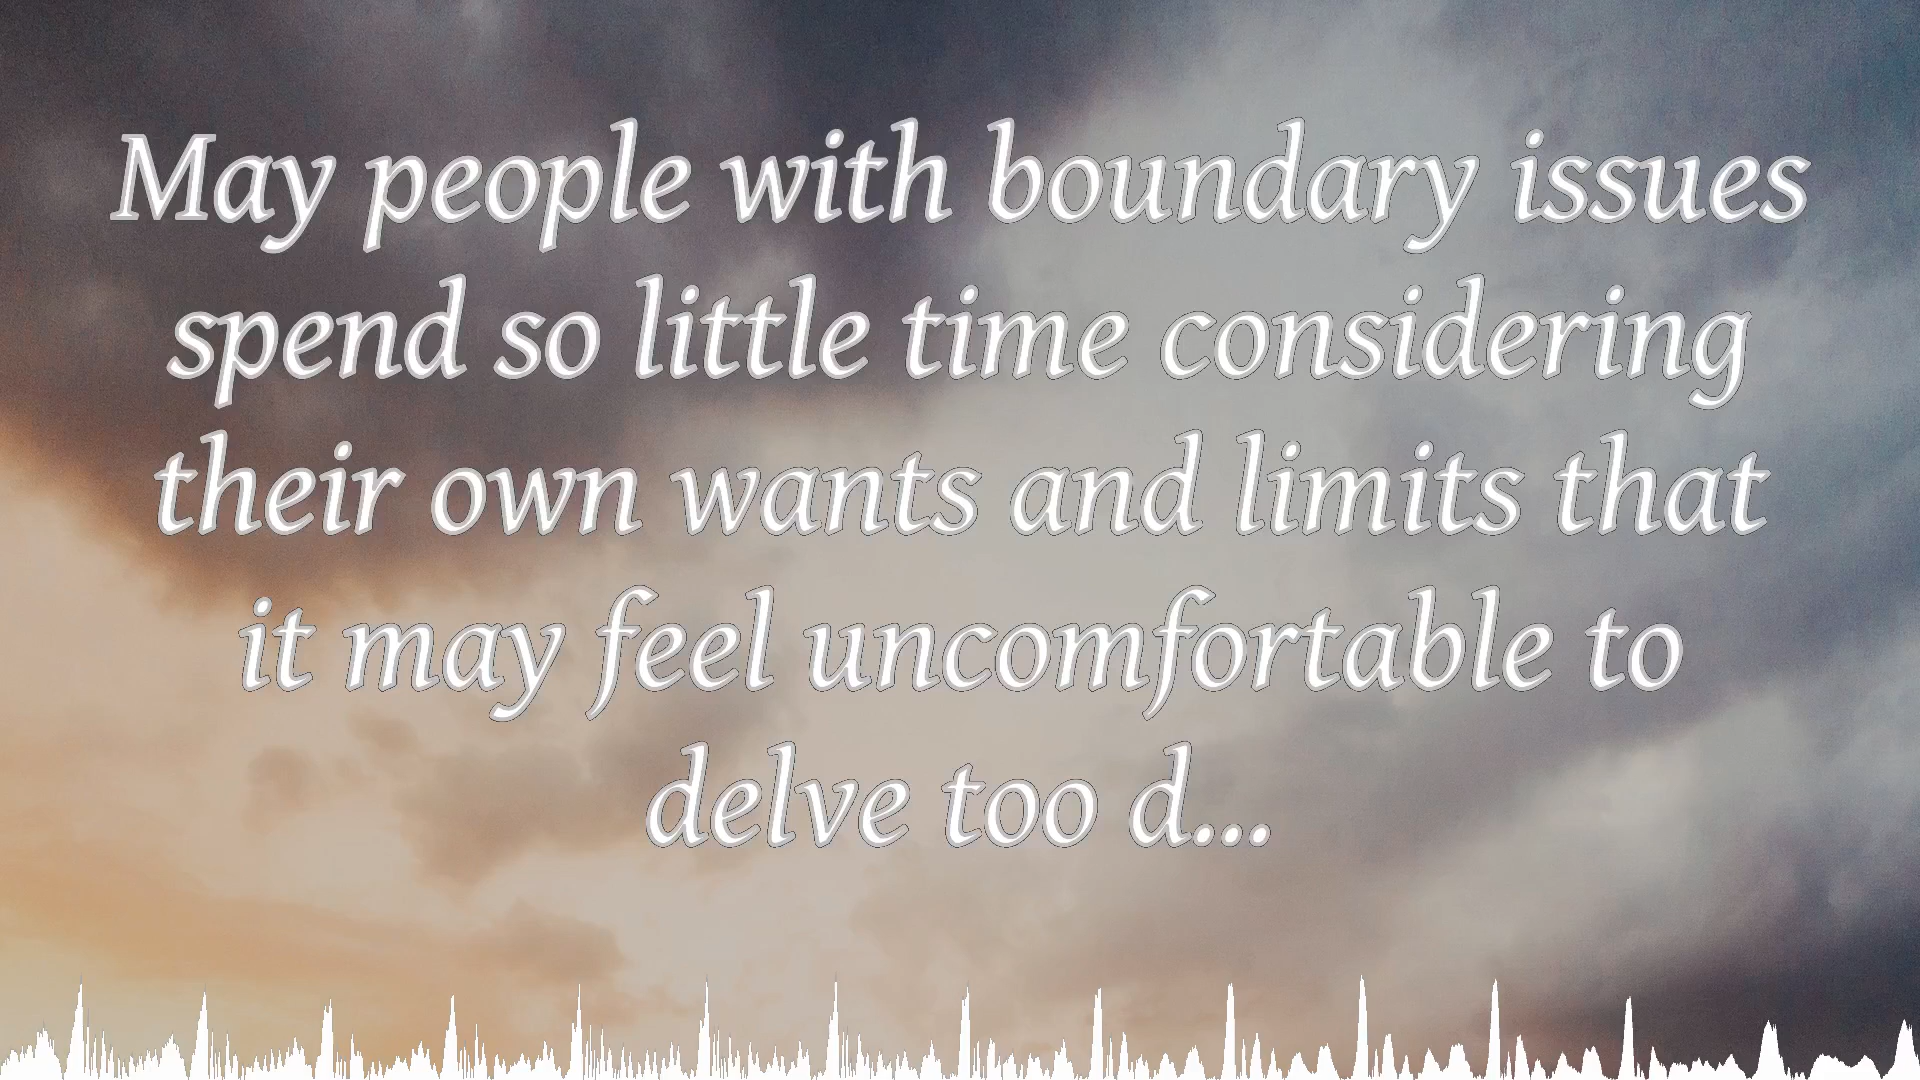 May people with boundary issues
spend so little time considering
their own wants and limits that
it may feel uncomfortable to
delve too d...